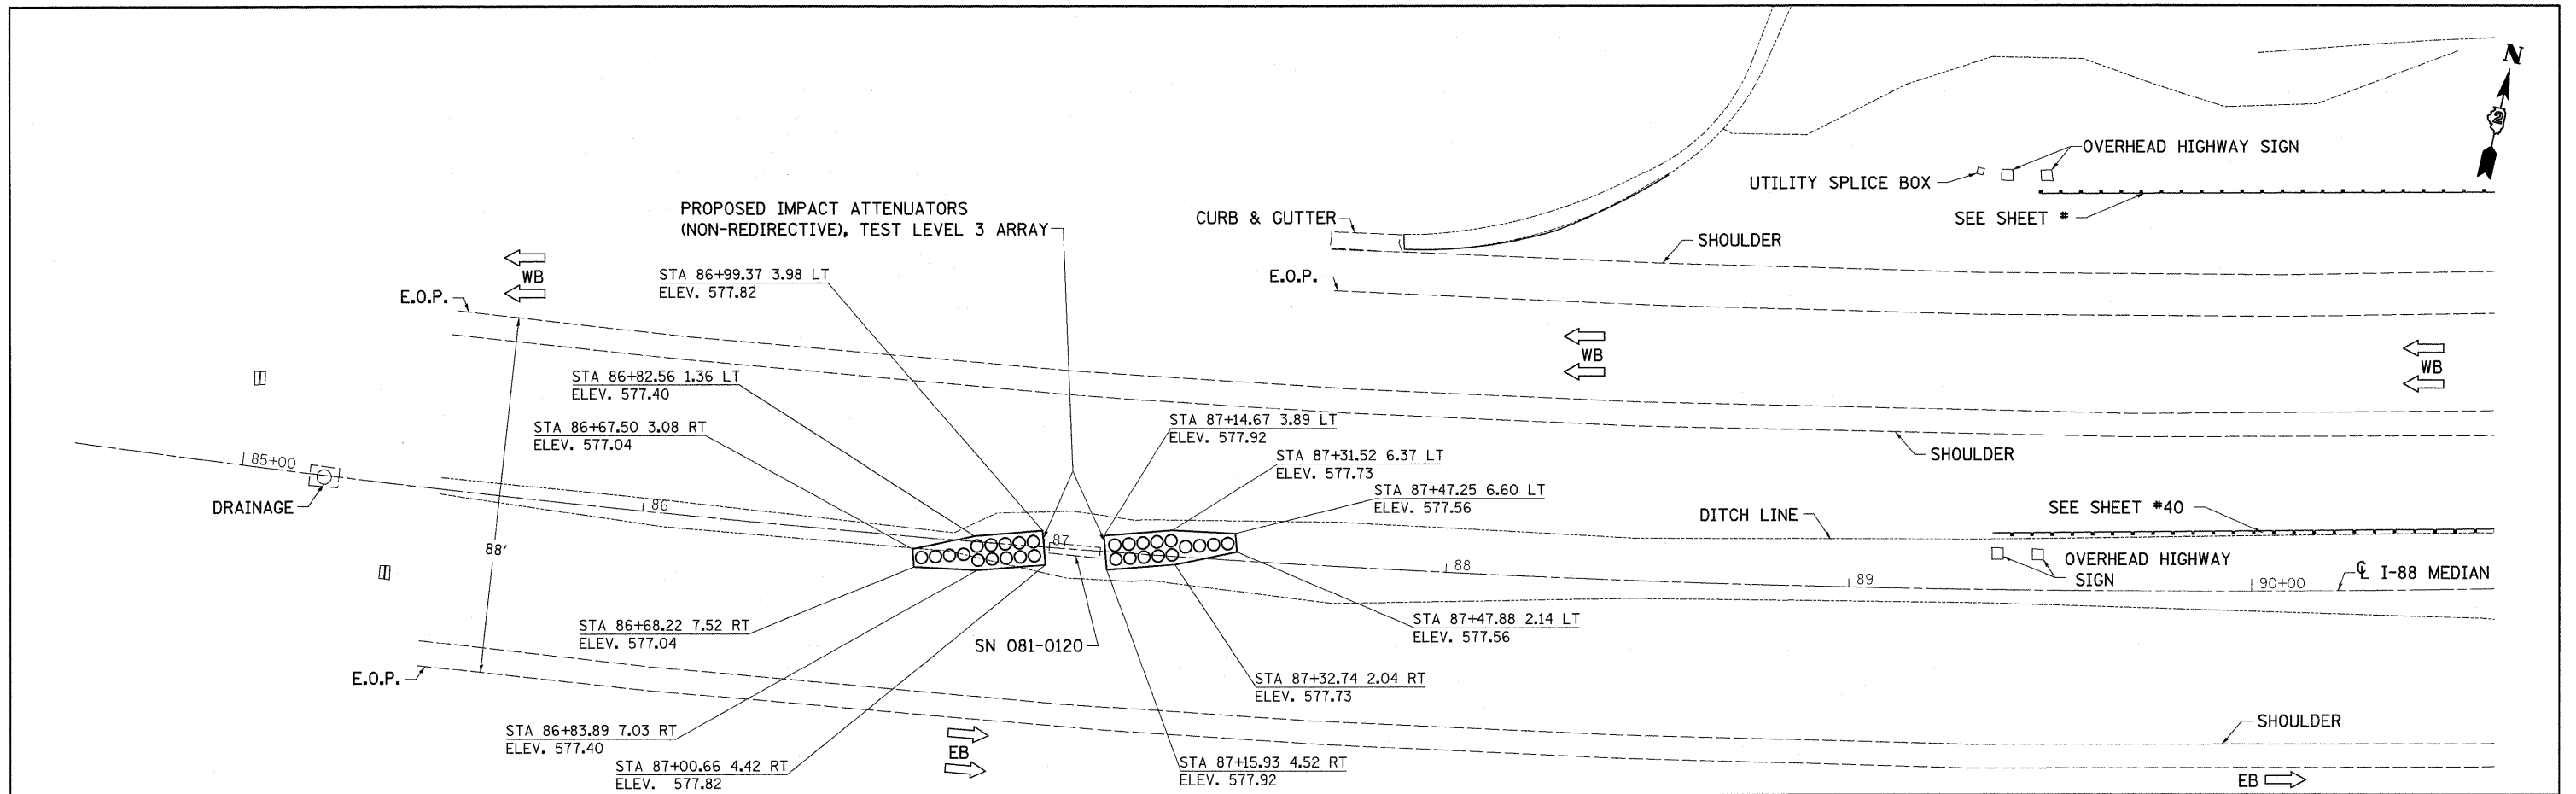 N
2
OVERHEAD HIGHWAY SIGN
UTILITY SPLICE BOX
SEE SHEET #
PROPOSED IMPACT ATTENUATORS
(NON-REDIRECTIVE), TEST LEVEL 3 ARRAY
CURB & GUTTER
SHOULDER
STA 86+99.37 3.98 LT
ELEV. 577.82
WB
E.O.P.
E.O.P.
WB
WB
STA 86+82.56 1.36 LT
ELEV. 577.40
STA 86+67.50 3.08 RT
ELEV. 577.04
STA 87+14.67 3.89 LT
ELEV. 577.92
STA 87+31.52 6.37 LT
ELEV. 577.73
SHOULDER
85+00
STA 87+47.25 6.60 LT
ELEV. 577.56
DRAINAGE
86
DITCH LINE
SEE SHEET #40
88'
87
88
89
90+00
OVERHEAD HIGHWAY
SIGN
℄ I-88 MEDIAN
STA 86+68.22 7.52 RT
ELEV. 577.04
SN 081-0120
STA 87+47.88 2.14 LT
ELEV. 577.56
E.O.P.
STA 87+32.74 2.04 RT
ELEV. 577.73
STA 86+83.89 7.03 RT
ELEV. 577.40
SHOULDER
EB
STA 87+00.66 4.42 RT
ELEV. 577.82
STA 87+15.93 4.52 RT
ELEV. 577.92
EB